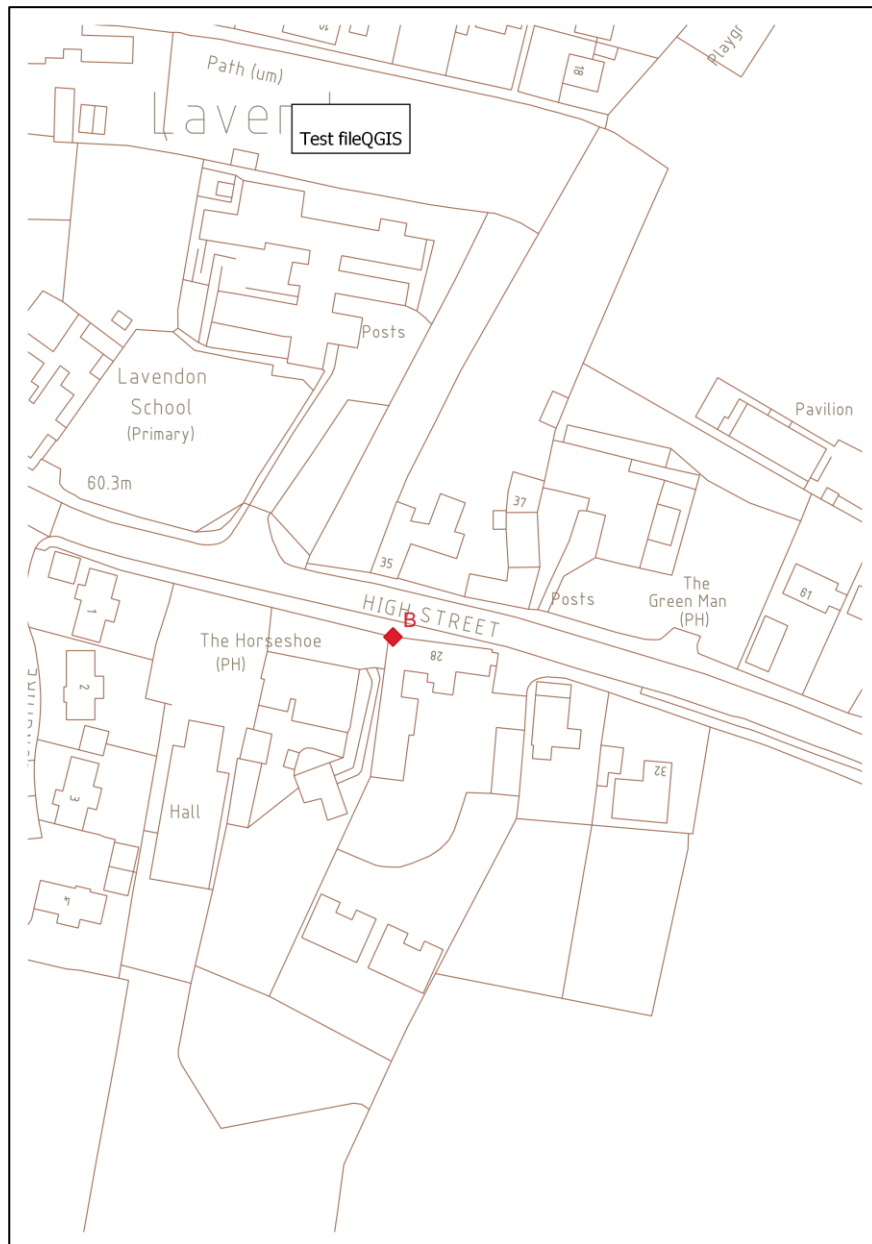 18
Playgr
Path (um)
Laven
Test fileQGIS
Posts
Lavendon
School
(Primary)
Pavilion
60.3m
37
35
The
Green Man
(PH)
Posts
61
HIGH STREET
B
1
The Horseshoe
(PH)
28
2
32
3
Hall
4